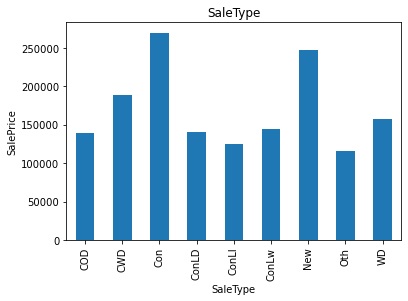 SaleType
250000
200000
150000
100000
50000
0
SalePrice
COD
CWD
Con
ConLD
ConLI
ConLw
New
Oth
WD
SaleType